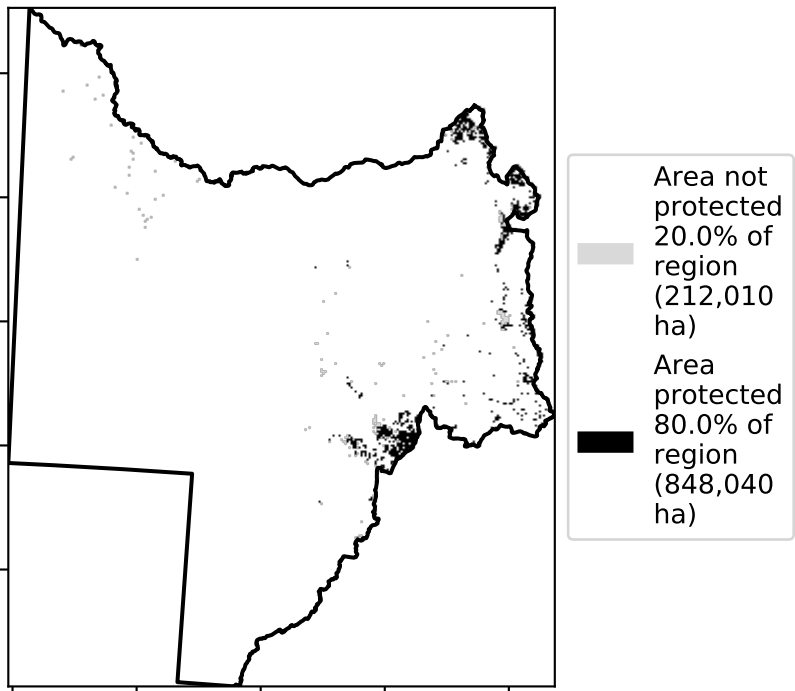 Area not
protected
20.0% of
region
(212,010
ha)
Area
protected
80.0% of
region
(848,040
ha)